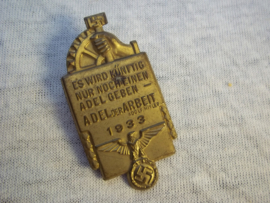 ES WIRD KÜNFTIG
NUR NOCH EINEN
ADEL GEBEN
ADEL DER ARBEIT
1933